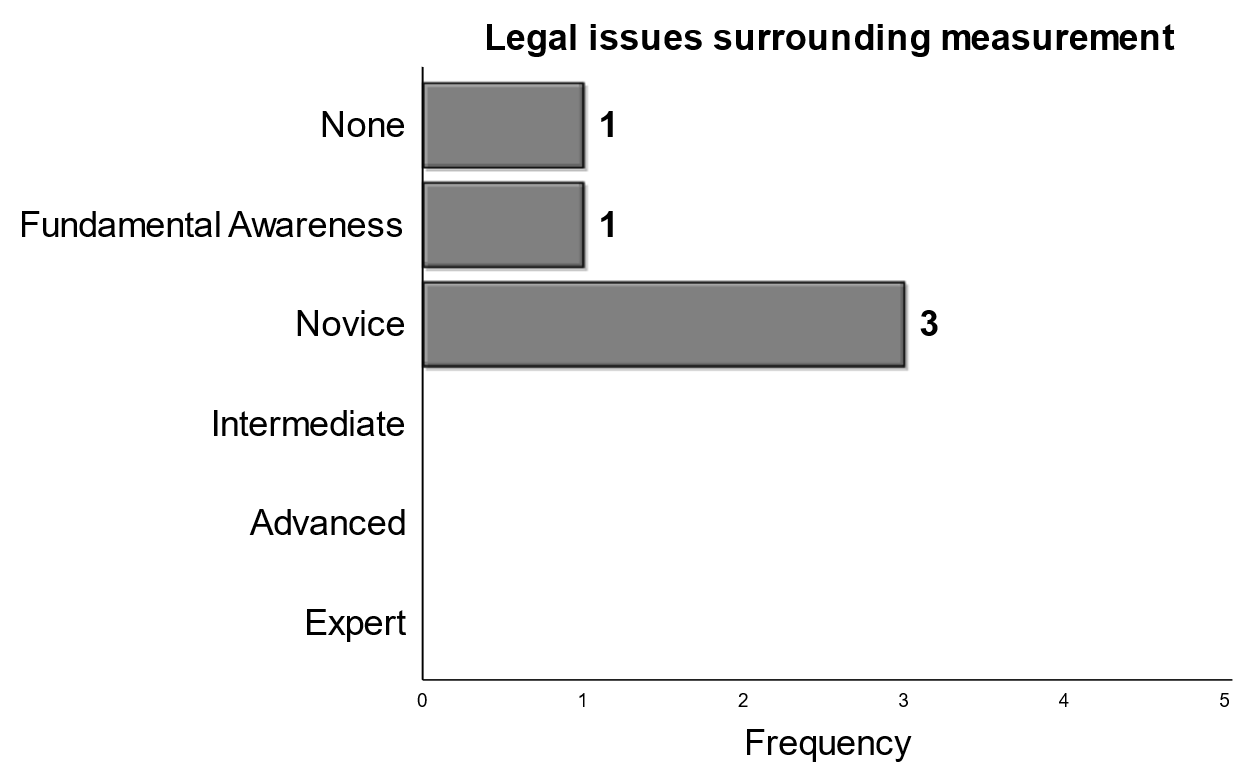 Legal issues surrounding measurement
None
1
Fundamental Awareness
1
Novice
3
Intermediate
Advanced
Expert
0 1 2 3 4 5
Frequency